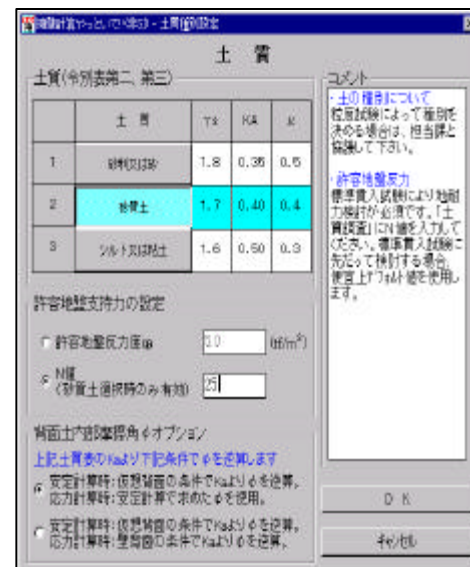 土質設定
土 質
土質(令別表第二、第三)
土 質 γs KA μ
1 砂利又は砂 1.8 0.35 0.5
2 砂質土 1.7 0.40 0.4
3 シルト又は粘土 1.6 0.50 0.3
許容地盤支持力の設定
許容地盤反力度 (tf/m²)
N値
(砂質土選択時のみ有効) 25
背面土内部摩擦角φオプション
上記土質表のKaより下記条件でφを逆算します
安定計算時:仮想背面の条件でKaよりφを逆算。
応力計算時:安定計算で求めたφを使用。
安定計算時:仮想背面の条件でKaよりφを逆算。
応力計算時:壁背面の条件でKaよりφを逆算。
コメント
・土の種別について
粒度試験によって種別を
決める場合は、担当課と
協議して下さい。
・許容地盤反力
標準貫入試験により地耐
力検討が必須です。「土
質調査」にN値を入力して
ください。標準貫入試験に
先だって検討する場合、
便宜上デフォルト値を使用し
ます。
OK
キャンセル